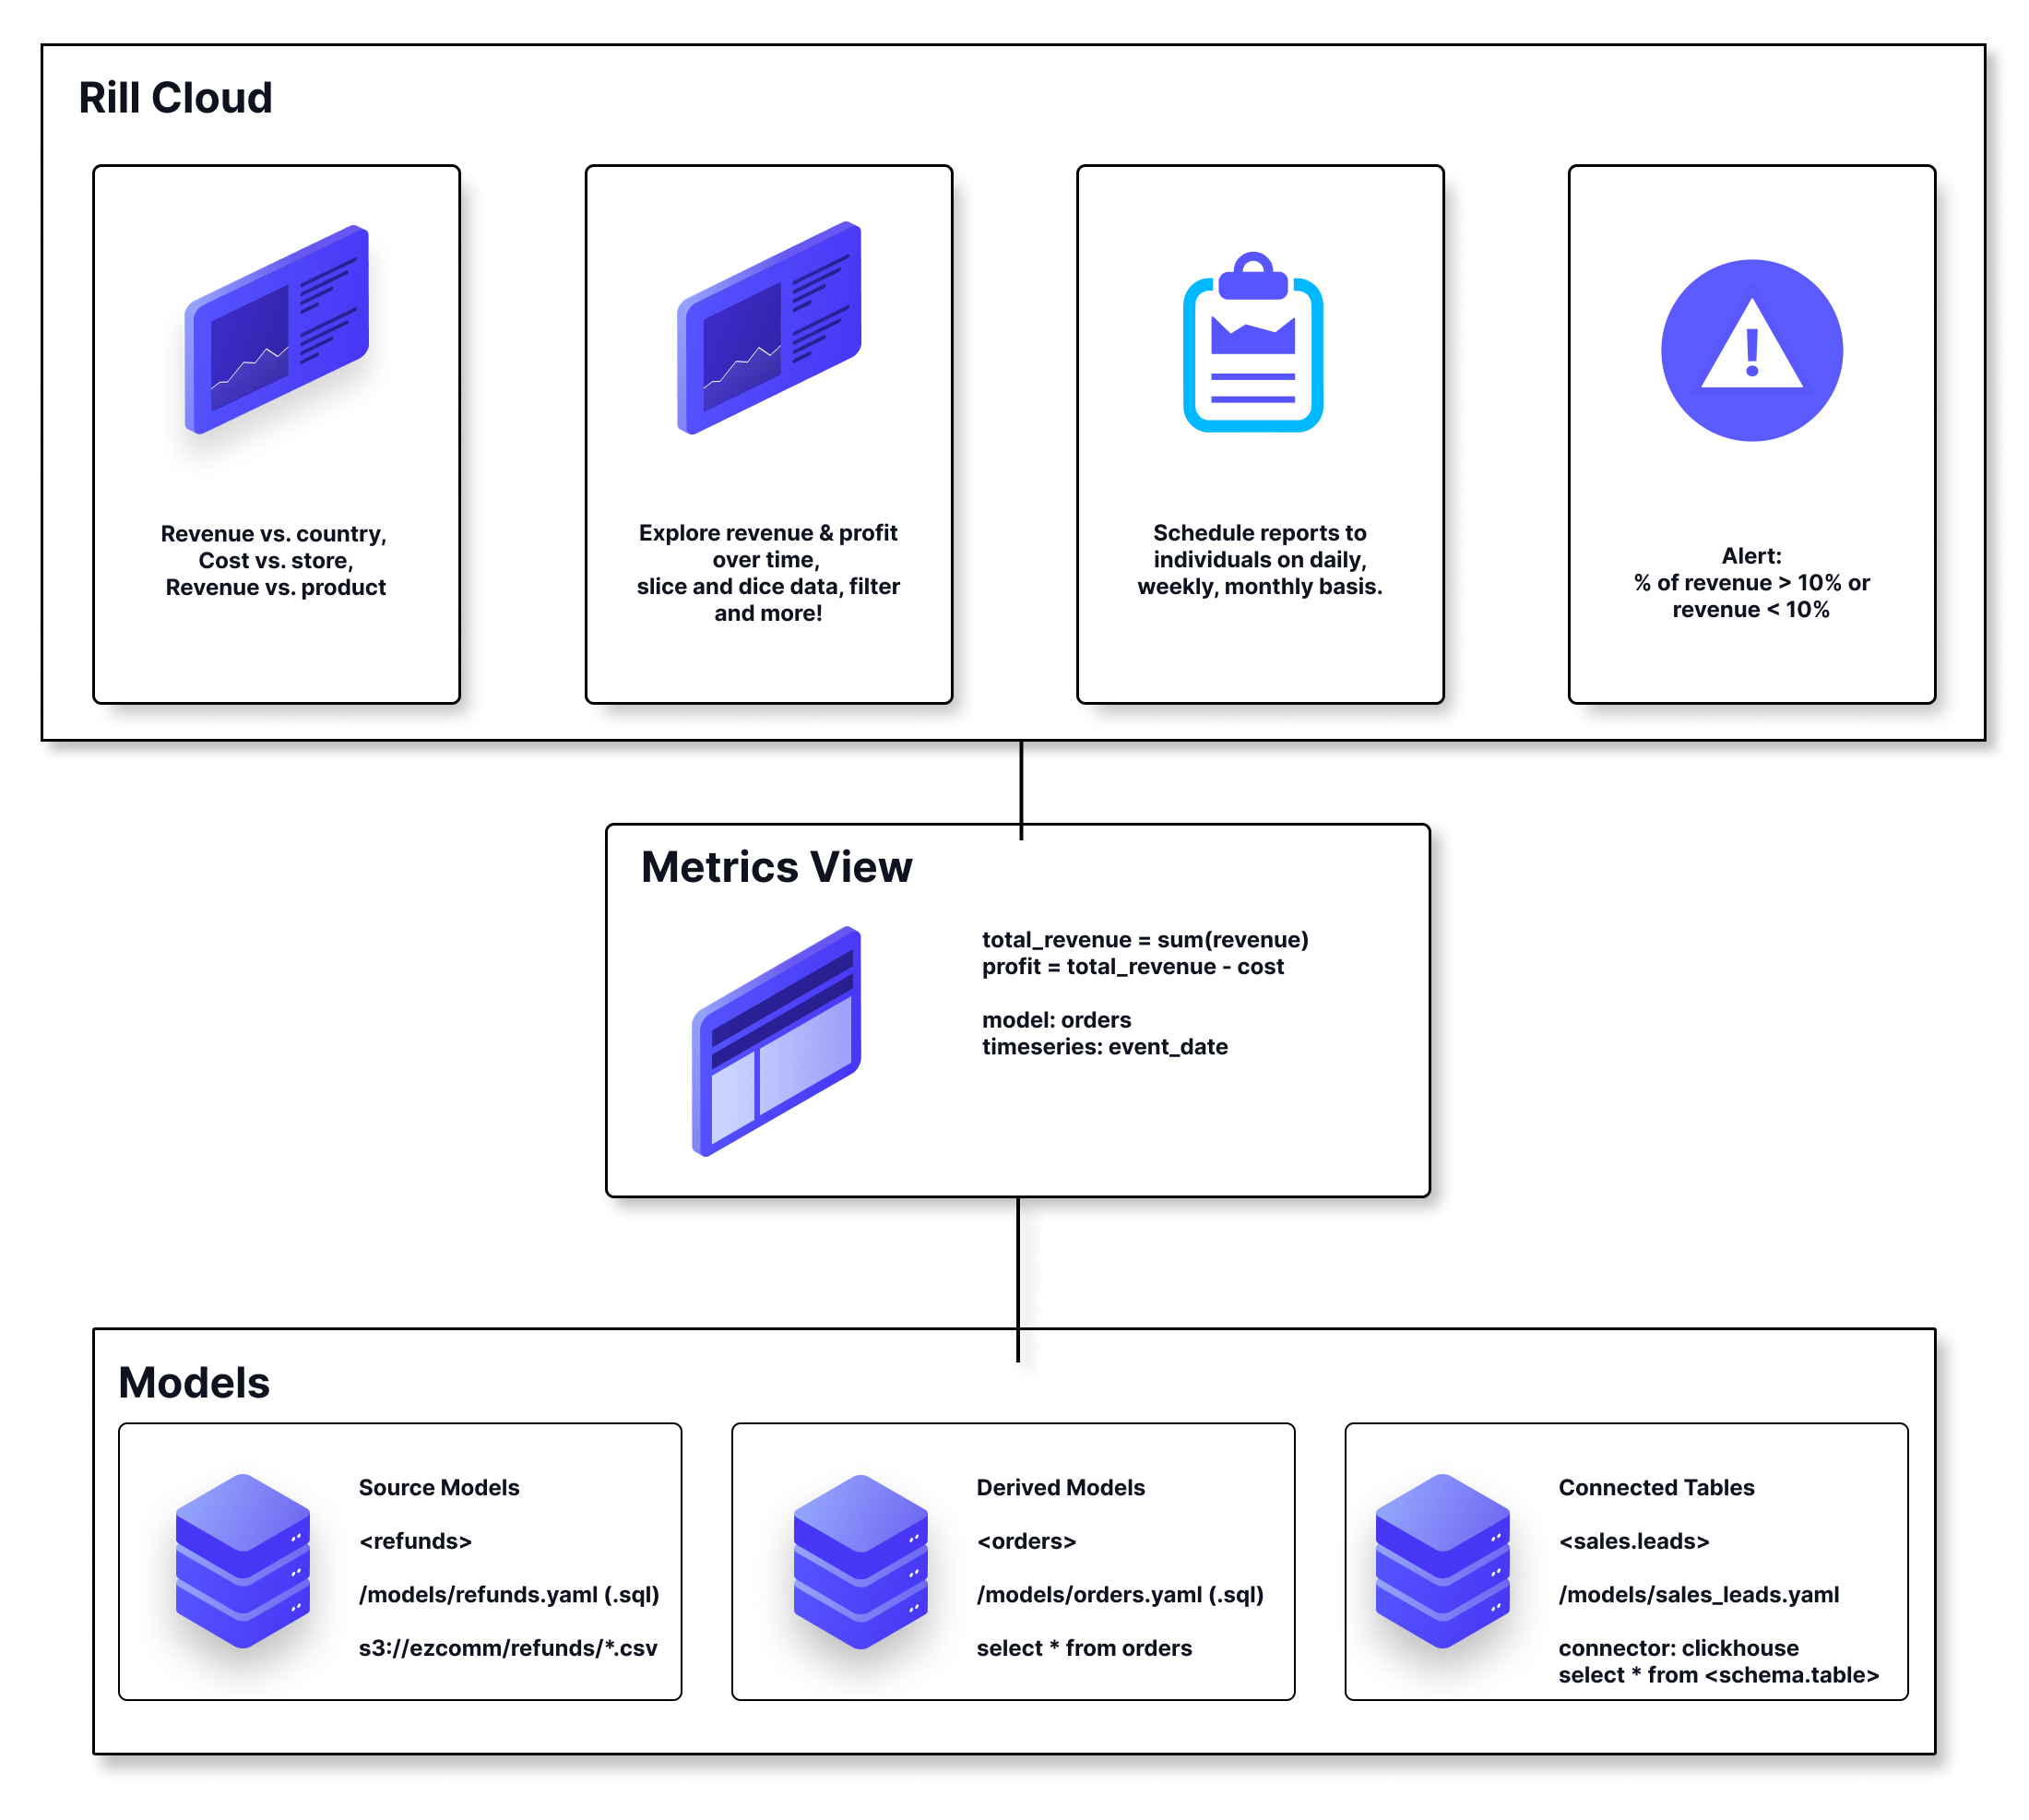 Rill Cloud
Revenue vs. country,
Cost vs. store,
Revenue vs. product
Explore revenue & profit
over time,
slice and dice data, filter
and more!
Schedule reports to
individuals on daily,
weekly, monthly basis.
!
Alert:
% of revenue > 10% or
revenue < 10%
Metrics View
total_revenue = sum(revenue)
profit = total_revenue - cost
model: orders
timeseries: event_date
Models
Source Models
<refunds>
/models/refunds.yaml (.sql)
s3://ezcomm/refunds/*.csv
Derived Models
<orders>
/models/orders.yaml (.sql)
select * from orders
Connected Tables
<sales.leads>
/models/sales_leads.yaml
connector: clickhouse
select * from <schema.table>